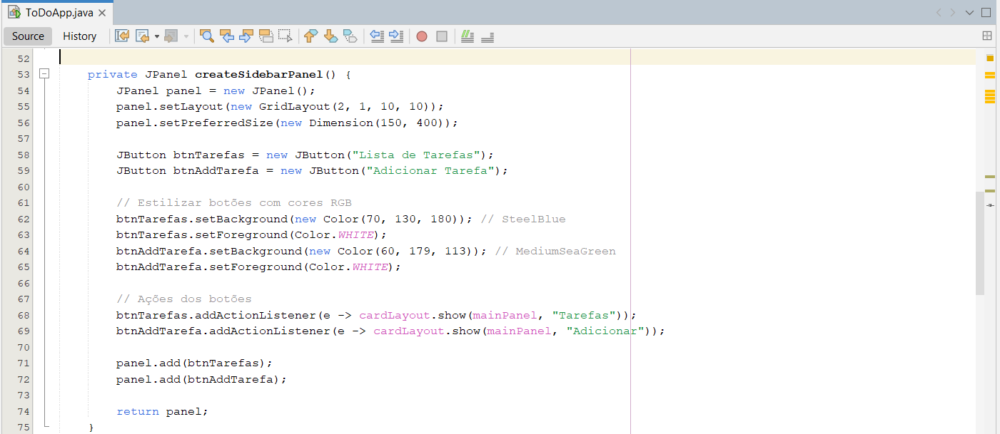 ToDoApp.java
Source History
52
53 private JPanel createSidebarPanel() {
54 JPanel panel = new JPanel();
55 panel.setLayout(new GridLayout(2, 1, 10, 10));
56 panel.setPreferredSize(new Dimension(150, 400));
57
58 JButton btnTarefas = new JButton("Lista de Tarefas");
59 JButton btnAddTarefa = new JButton("Adicionar Tarefa");
60
61 // Estilizar botões com cores RGB
62 btnTarefas.setBackground(new Color(70, 130, 180)); // SteelBlue
63 btnTarefas.setForeground(Color.WHITE);
64 btnAddTarefa.setBackground(new Color(60, 179, 113)); // MediumSeaGreen
65 btnAddTarefa.setForeground(Color.WHITE);
66
67 // Ações dos botões
68 btnTarefas.addActionListener(e -> cardLayout.show(mainPanel, "Tarefas"));
69 btnAddTarefa.addActionListener(e -> cardLayout.show(mainPanel, "Adicionar"));
70
71 panel.add(btnTarefas);
72 panel.add(btnAddTarefa);
73
74 return panel;
75 }